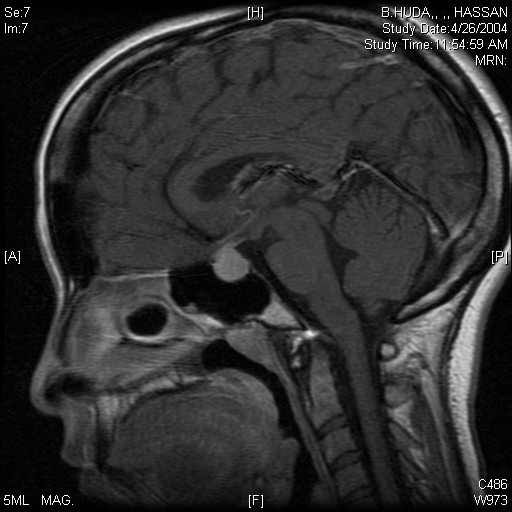 Se:7
Im:7
[H]
B.HUDA,, ,, HASSAN
Study Date:4/26/2004
Study Time:11:54:59 AM
MRN:
[A]
[P]
5ML MAG.
[F]
C486
W973